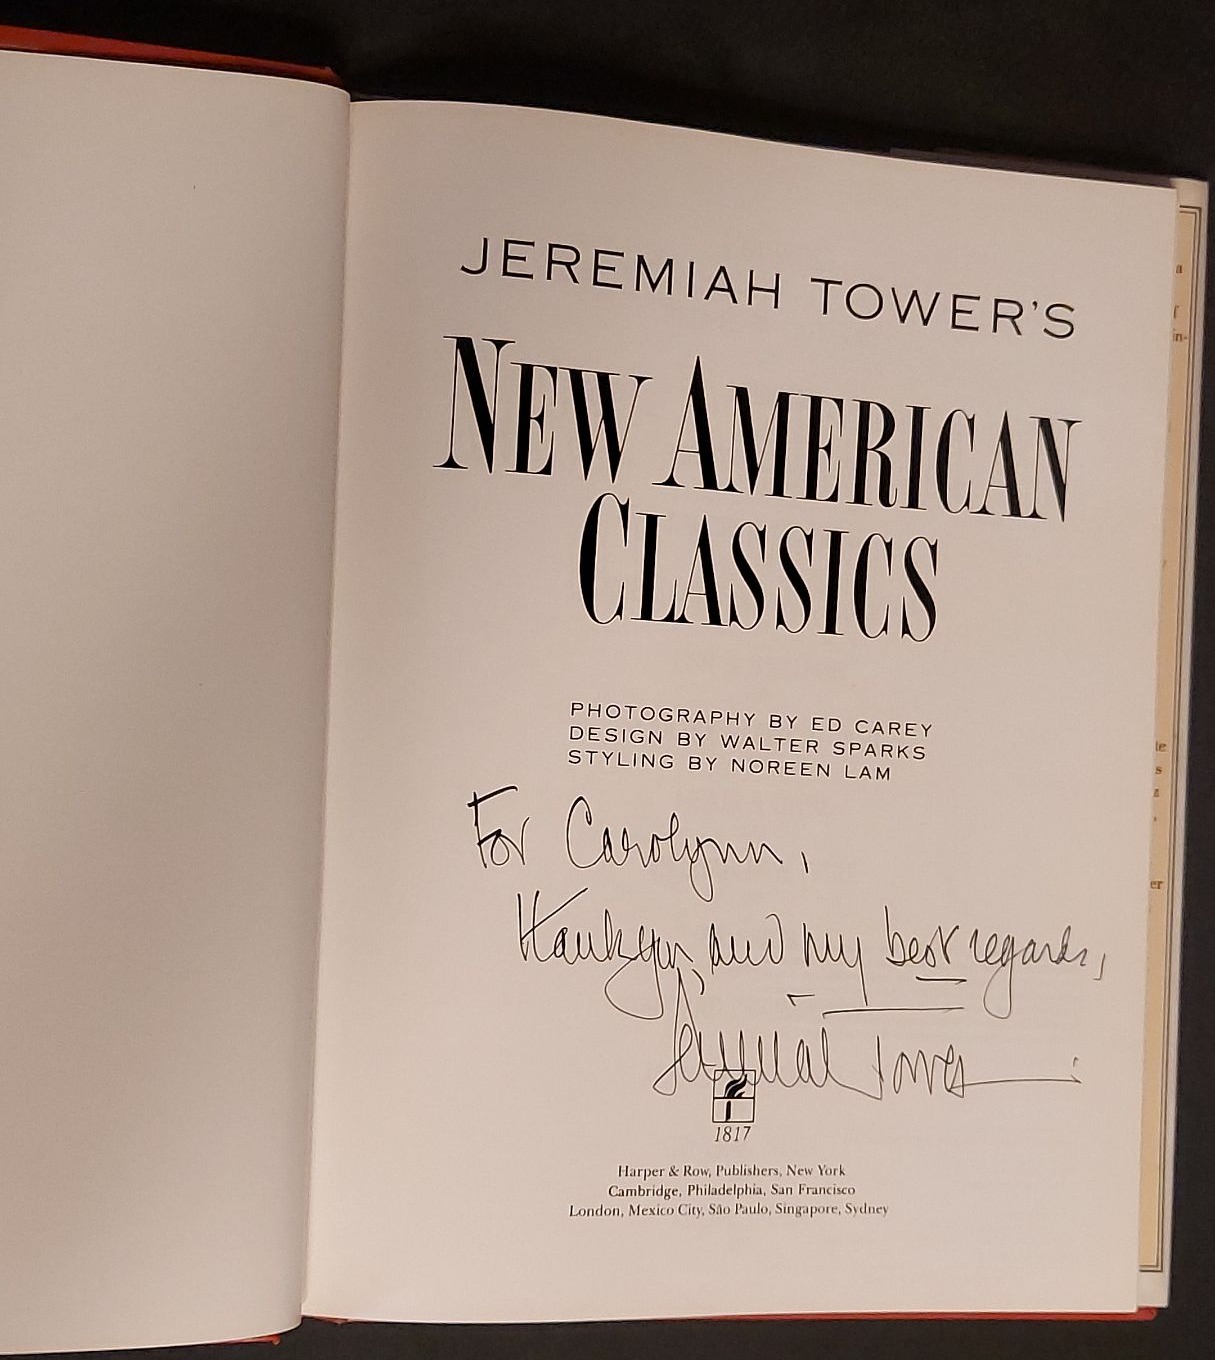 JEREMIAH TOWER'S
NEW AMERICAN
CLASSICS
PHOTOGRAPHY BY ED CAREY
DESIGN BY WALTER SPARKS
STYLING BY NOREEN LAM
For Carolynn,
Thankyou, and my best regards,
Jeremiah Tower
1817
Harper & Row, Publishers, New York
Cambridge, Philadelphia, San Francisco
London, Mexico City, São Paulo, Singapore, Sydney